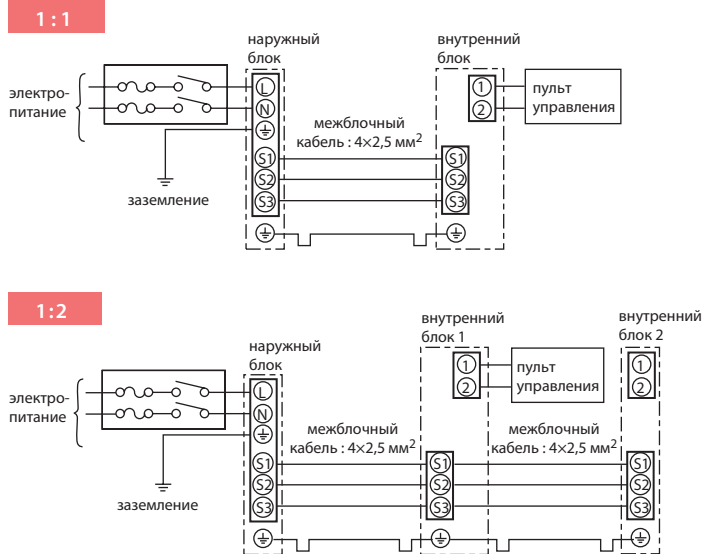 1:1
наружный
блок
внутренний
блок
электро-
питание
L
N
1
2
пульт
управления
межблочный
кабель : 4×2,5 мм²
S1
S2
S3
S1
S2
S3
заземление
1:2
наружный
блок
внутренний
блок 1
внутренний
блок 2
электро-
питание
L
N
1
2
пульт
управления
1
2
межблочный
кабель : 4×2,5 мм²
межблочный
кабель : 4×2,5 мм²
S1
S2
S3
S1
S2
S3
S1
S2
S3
заземление